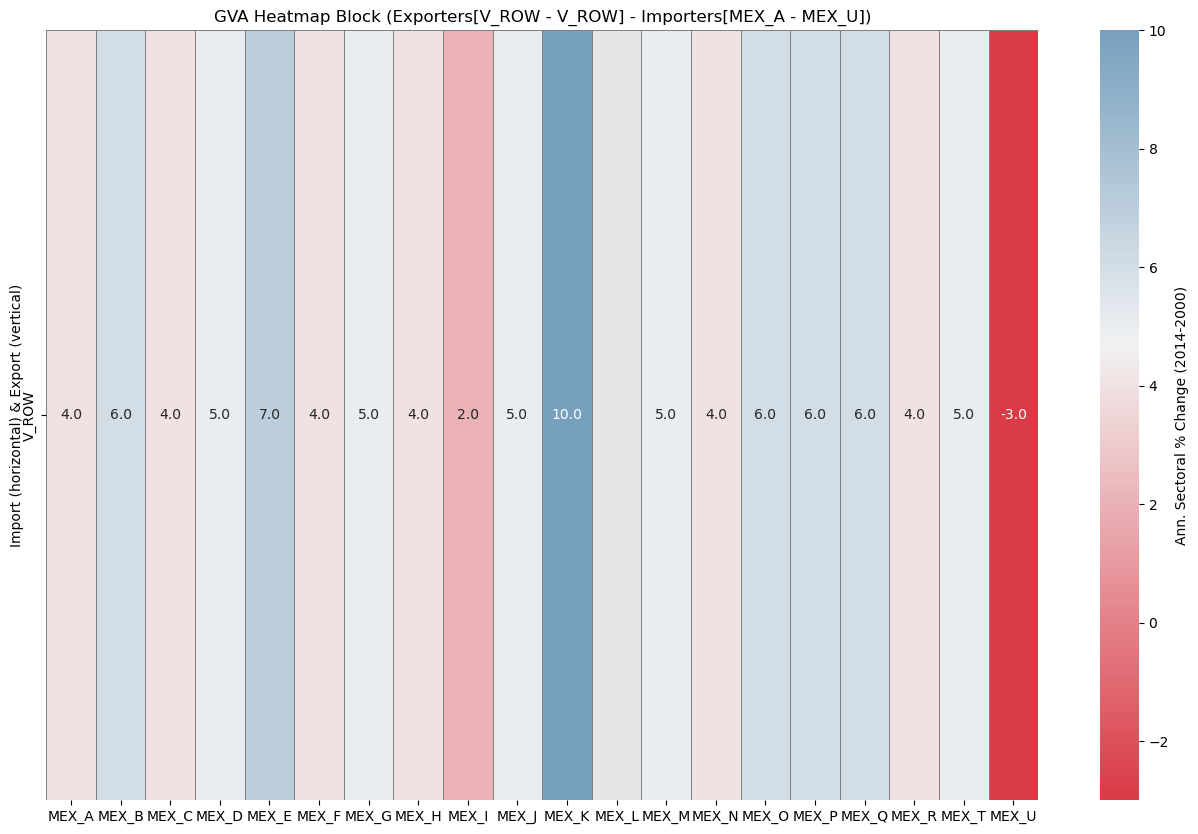 GVA Heatmap Block (Exporters[V_ROW - V_ROW] - Importers[MEX_A - MEX_U])
Import (horizontal) & Export (vertical)
V_ROW
4.0 6.0 4.0 5.0 7.0 4.0 5.0 4.0 2.0 5.0 10.0 5.0 4.0 6.0 6.0 6.0 4.0 5.0 -3.0
MEX_A MEX_B MEX_C MEX_D MEX_E MEX_F MEX_G MEX_H MEX_I MEX_J MEX_K MEX_L MEX_M MEX_N MEX_O MEX_P MEX_Q MEX_R MEX_T MEX_U
10
8
6
4
2
0
−2
Ann. Sectoral % Change (2014-2000)